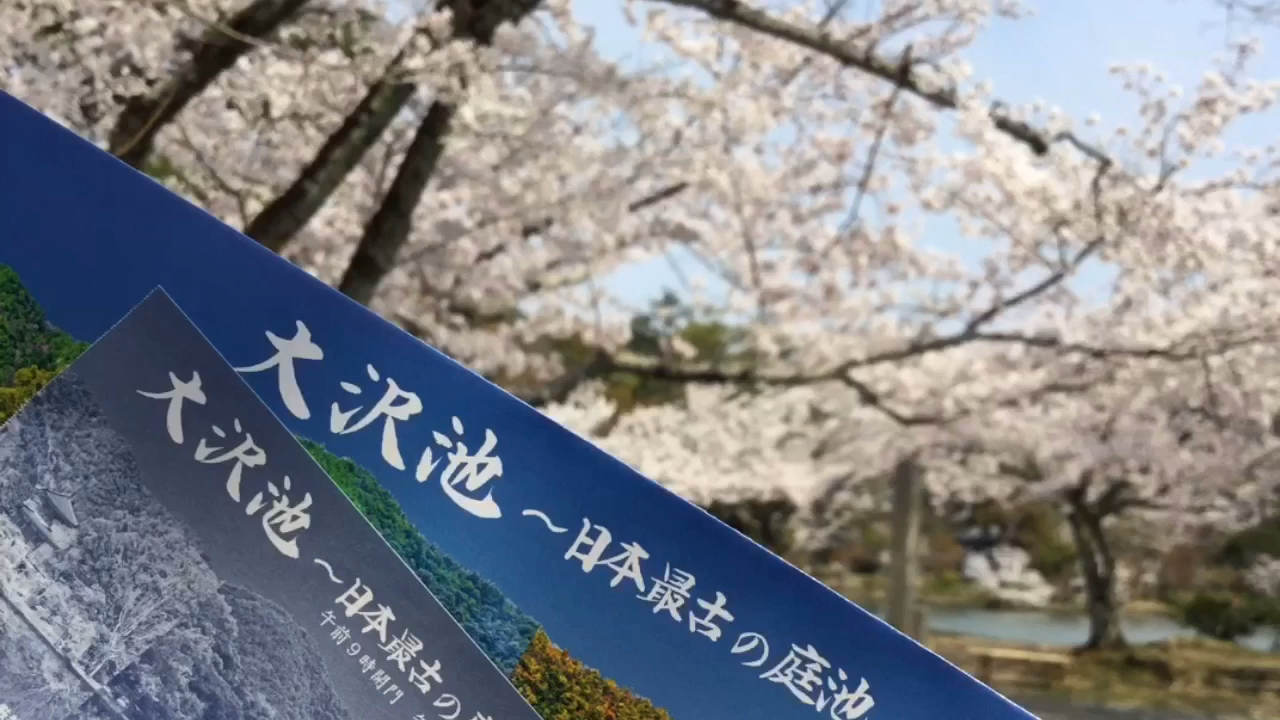 大沢池 ～日本最古の庭池
大沢池 ～日本最古の
午前9時開門